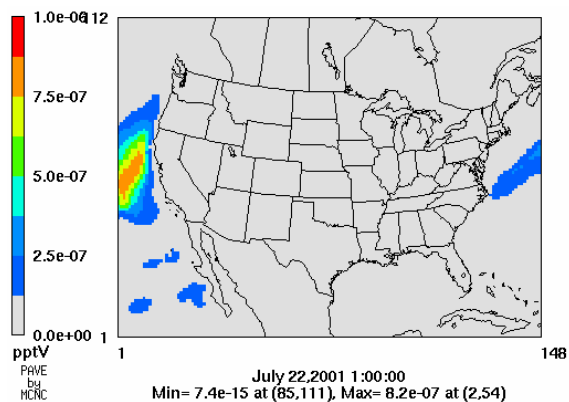 1.0e-06
112
7.5e-07
5.0e-07
2.5e-07
0.0e+00
1
pptV
1
148
PAVE
by
MCNC
July 22,2001 1:00:00
Min= 7.4e-15 at (85,111), Max= 8.2e-07 at (2,54)